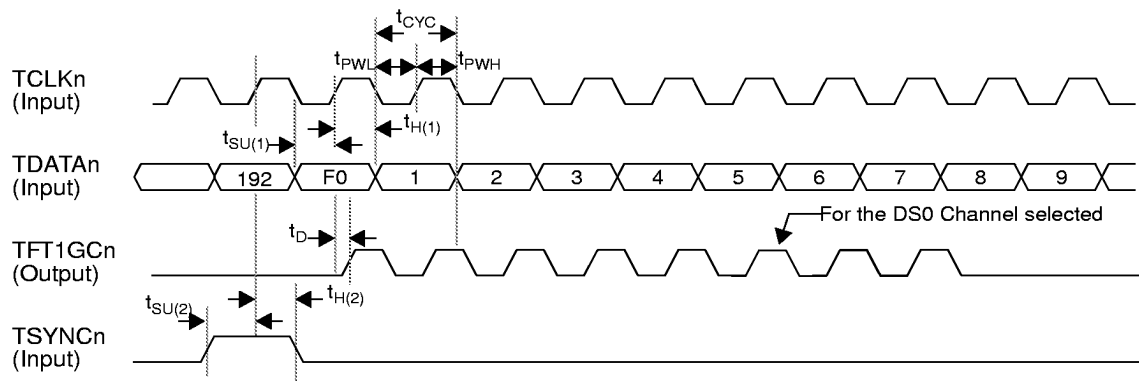 tCYC
tPWL tPWH
TCLKn
(Input)
tSU(1) tH(1)
TDATAn
(Input)
192 F0 1 2 3 4 5 6 7 8 9
For the DS0 Channel selected
tD
TFT1GCn
(Output)
tSU(2) tH(2)
TSYNCn
(Input)